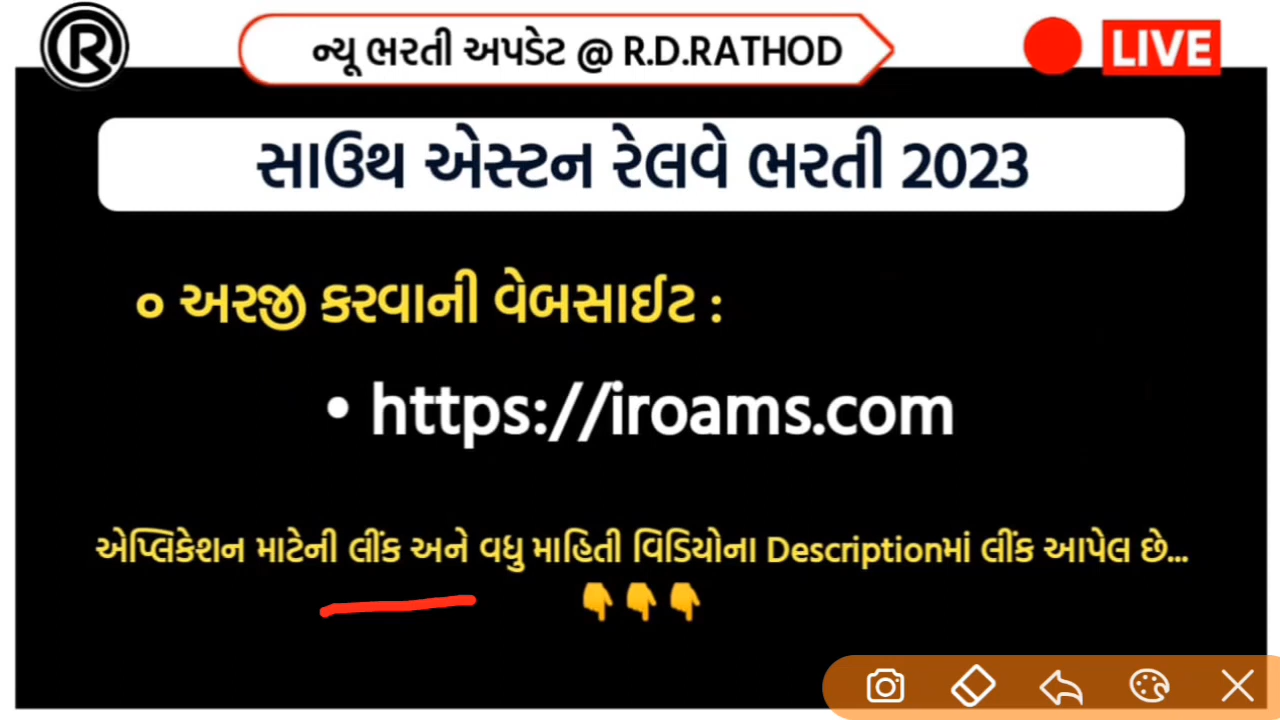 R
ન્યૂ ભરતી અપડેટ @ R.D.RATHOD
LIVE
સાઉથ એસ્ટન રેલવે ભરતી 2023
૦ અરજી કરવાની વેબસાઈટ :
• https://iroams.com
એપ્લિકેશન માટેની લીંક અને વધુ માહિતી વિડિયોના Descriptionમાં લીંક આપેલ છે...
👇👇👇